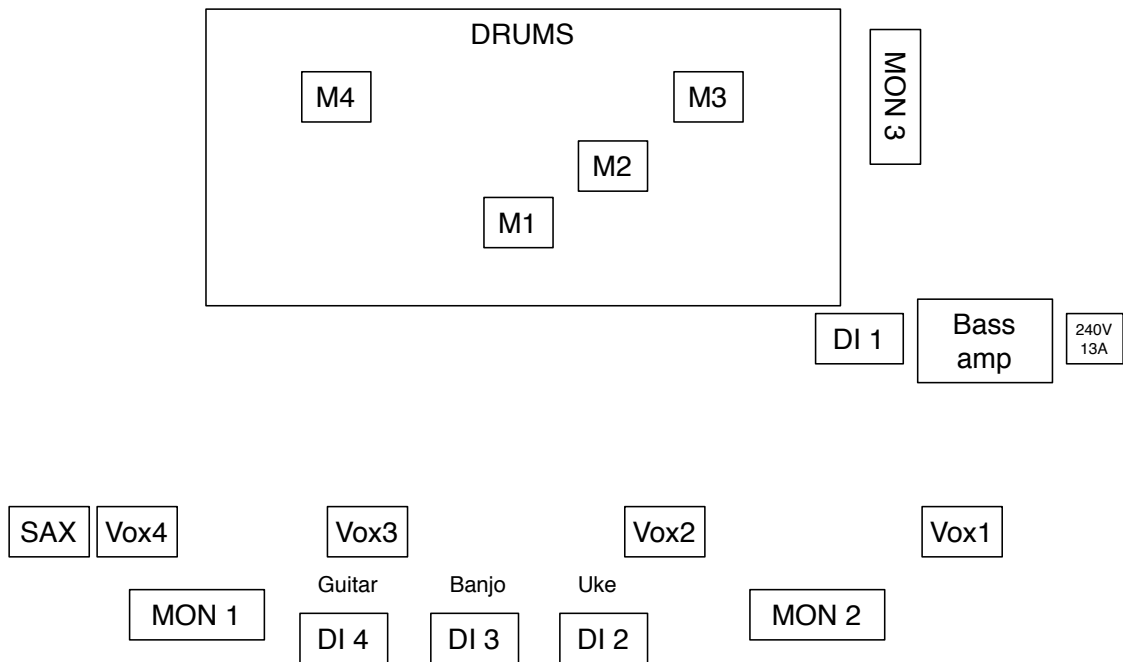 DRUMS
M4
M3
MON 3
M2
M1
DI 1
Bass
amp
240V
13A
SAX
Vox4
Vox3
Vox2
Vox1
Guitar
Banjo
Uke
MON 1
DI 4
DI 3
DI 2
MON 2